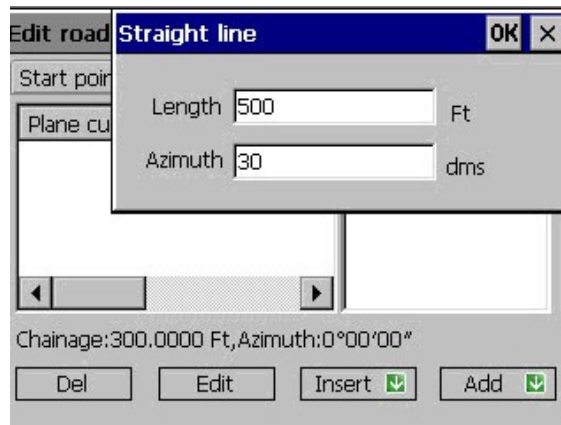 Edit road
Straight line
OK
Start poin
Length 500 Ft
Plane cu
Azimuth 30 dms
Chainage:300.0000 Ft,Azimuth:0°00'00"
Del Edit Insert Add